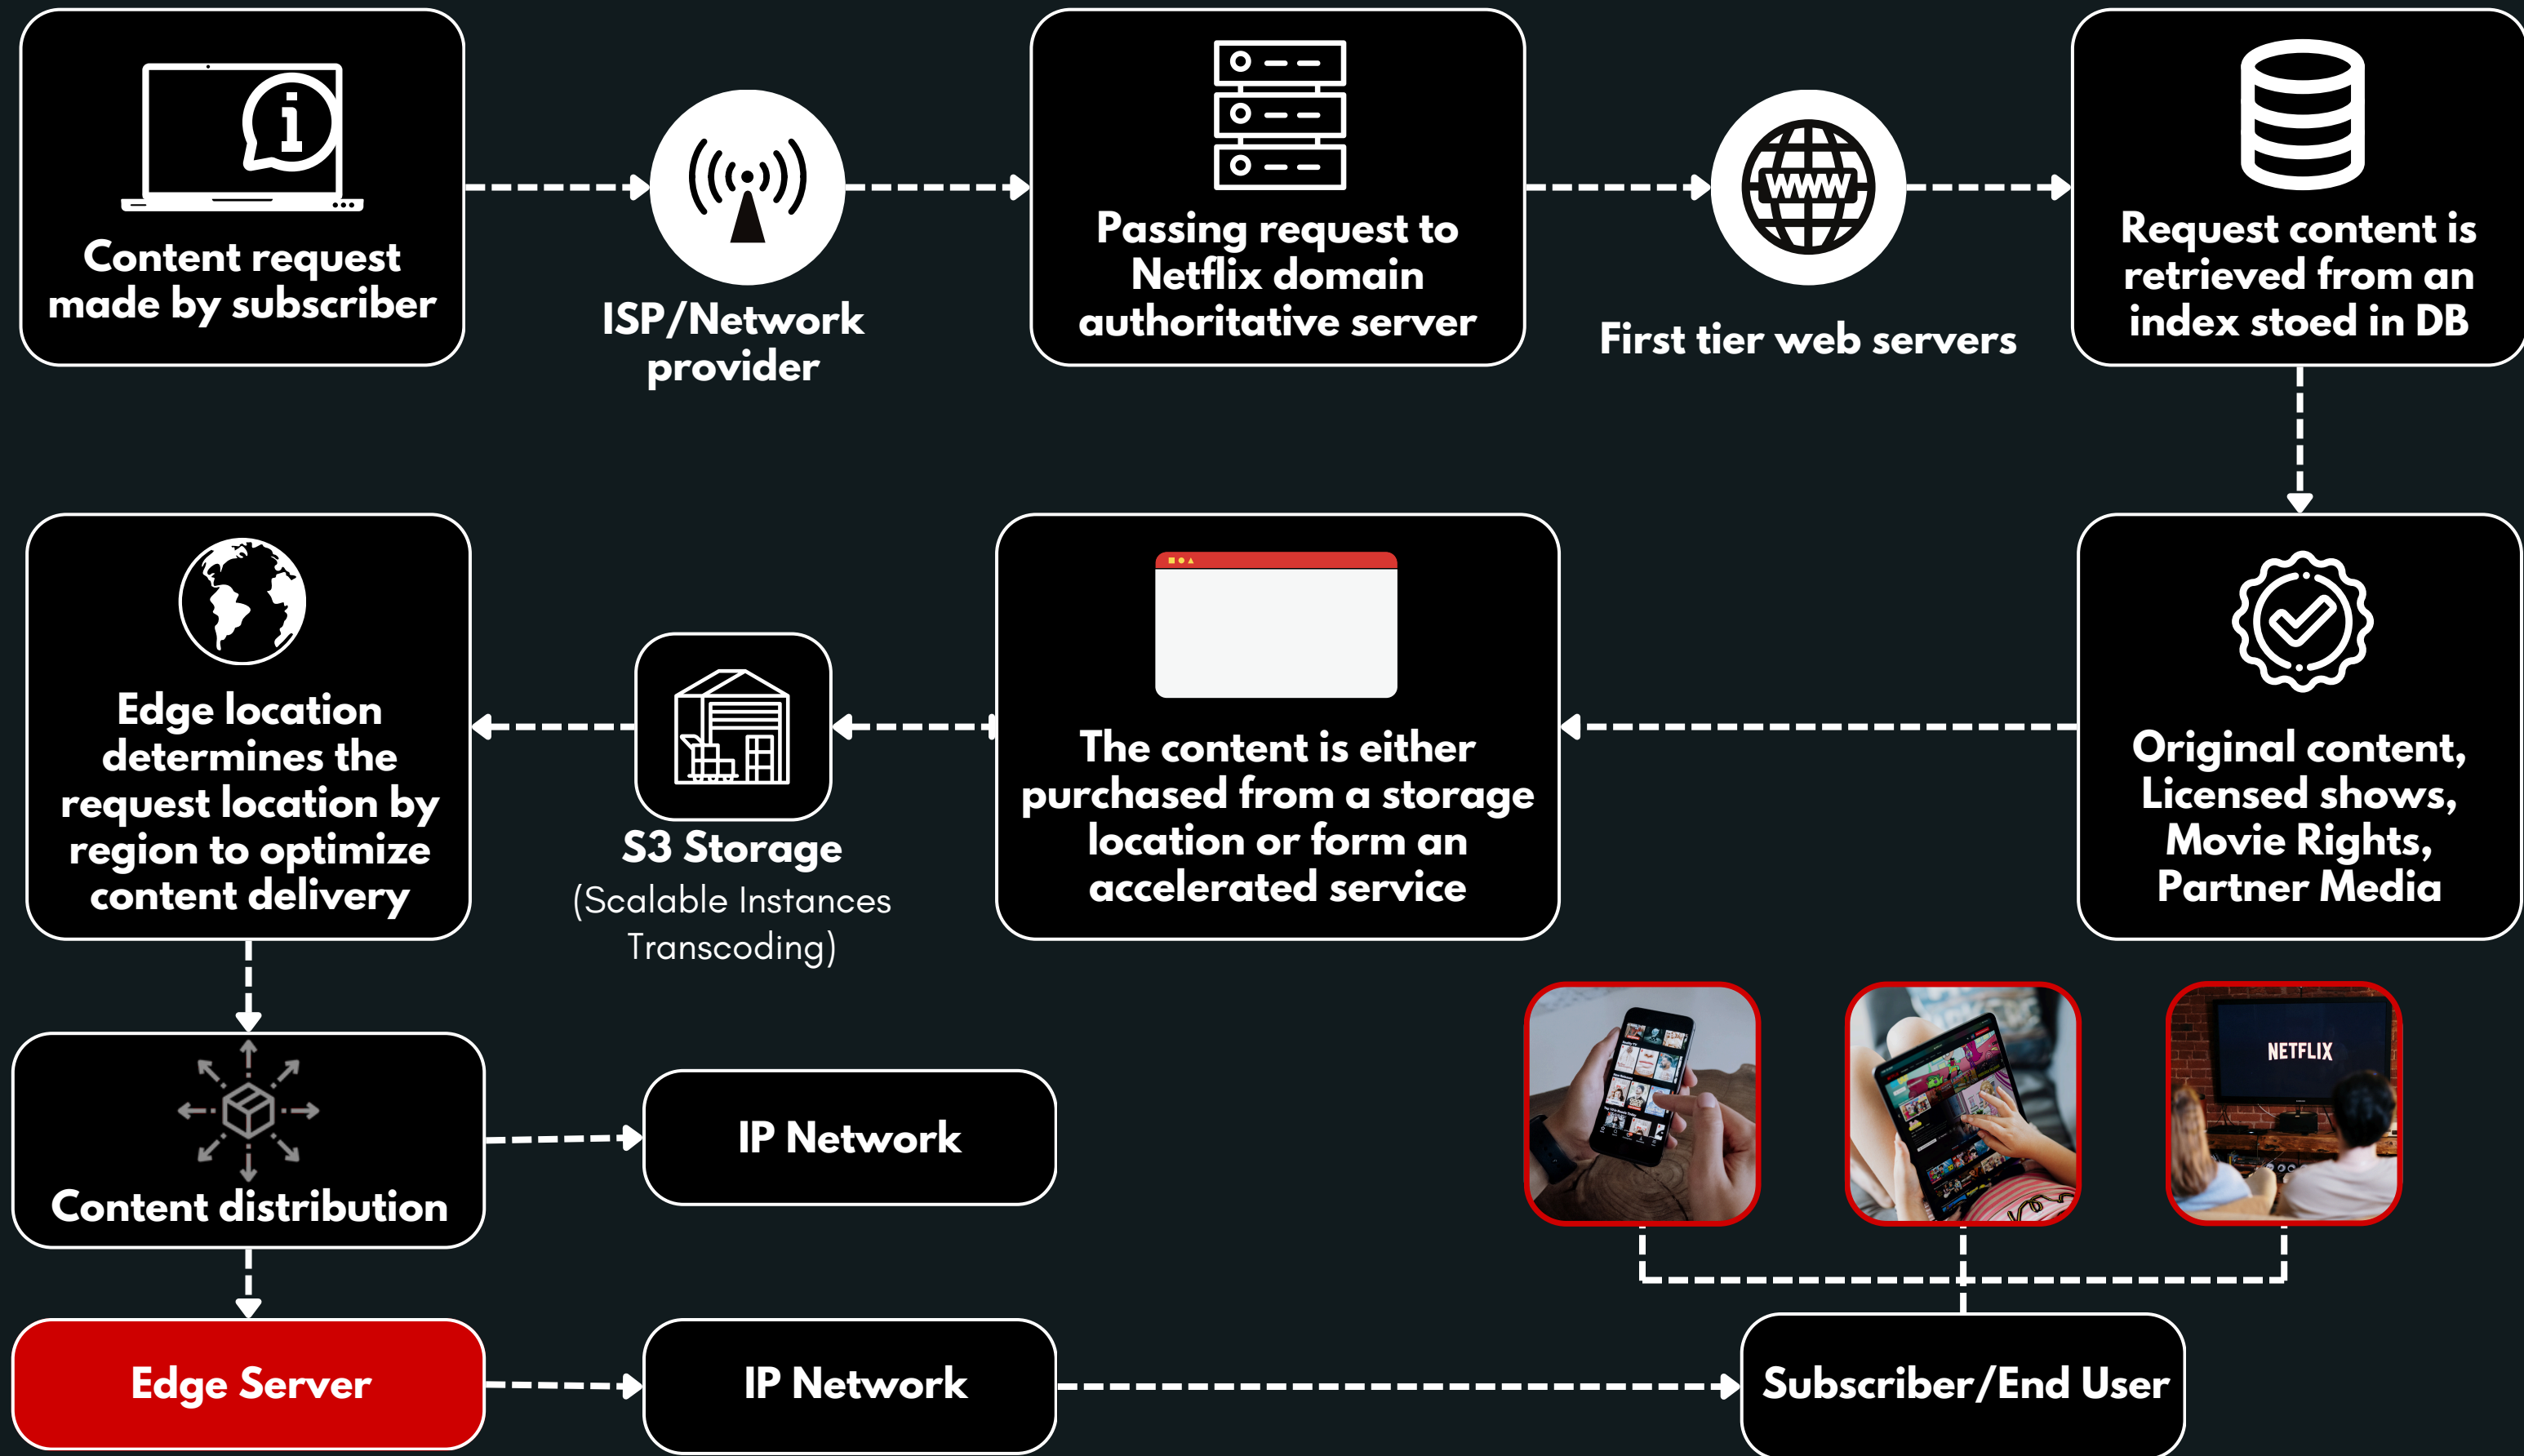 Content request
made by subscriber
ISP/Network
provider
Passing request to
Netflix domain
authoritative server
WWW
First tier web servers
Request content is
retrieved from an
index stoed in DB
Edge location
determines the
request location by
region to optimize
content delivery
S3 Storage
(Scalable Instances
Transcoding)
The content is either
purchased from a storage
location or form an
accelerated service
Original content,
Licensed shows,
Movie Rights,
Partner Media
Content distribution
IP Network
NETFLIX
Edge Server
IP Network
Subscriber/End User